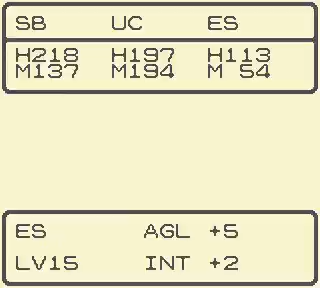 SB UC ES
H218 H197 H113
M137 M194 M 54
ES AGL +5
LV15 INT +2